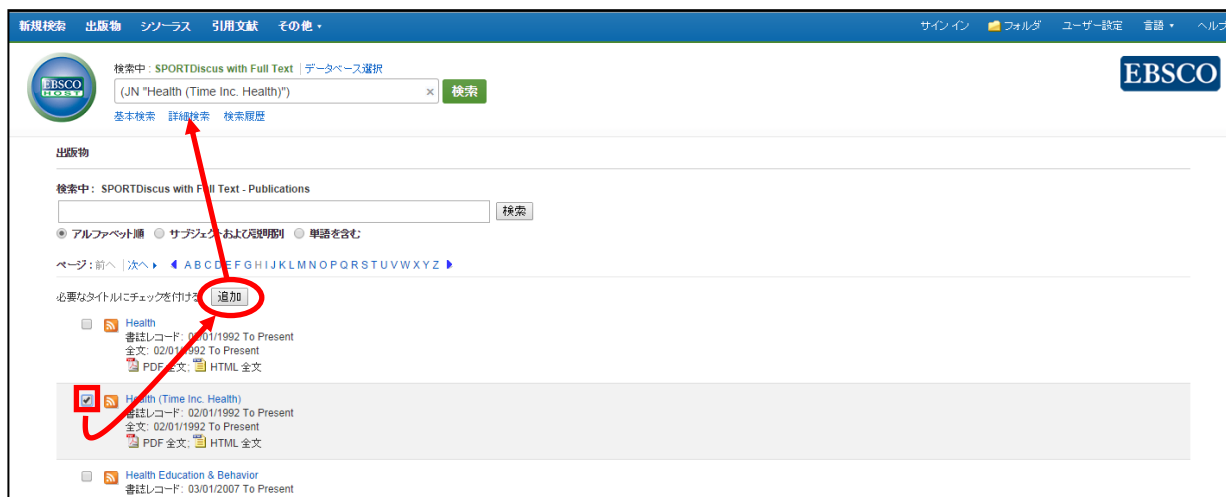 新規検索 出版物 シソーラス 引用文献 その他 サインイン フォルダ ユーザー設定 言語
検索中 : SPORTDiscus with Full Text | データベース選択
EBSCO HOST
(JN "Health (Time Inc. Health)") × 検索
EBSCO
基本検索 詳細検索 検索履歴
出版物
検索中 : SPORTDiscus with Full Text - Publications
検索
アルファベット順 サブジェクトおよび説明別 単語を含む
ページ : 前へ | 次へ A B C D E F G H I J K L M N O P Q R S T U V W X Y Z
必要なタイトルにチェックを付ける 追加
Health
書誌レコード: 02/01/1992 To Present
全文: 02/01/1992 To Present
PDF 全文; HTML 全文
Health (Time Inc. Health)
書誌レコード: 02/01/1992 To Present
全文: 02/01/1992 To Present
PDF 全文; HTML 全文
Health Education & Behavior
書誌レコード: 03/01/2007 To Present